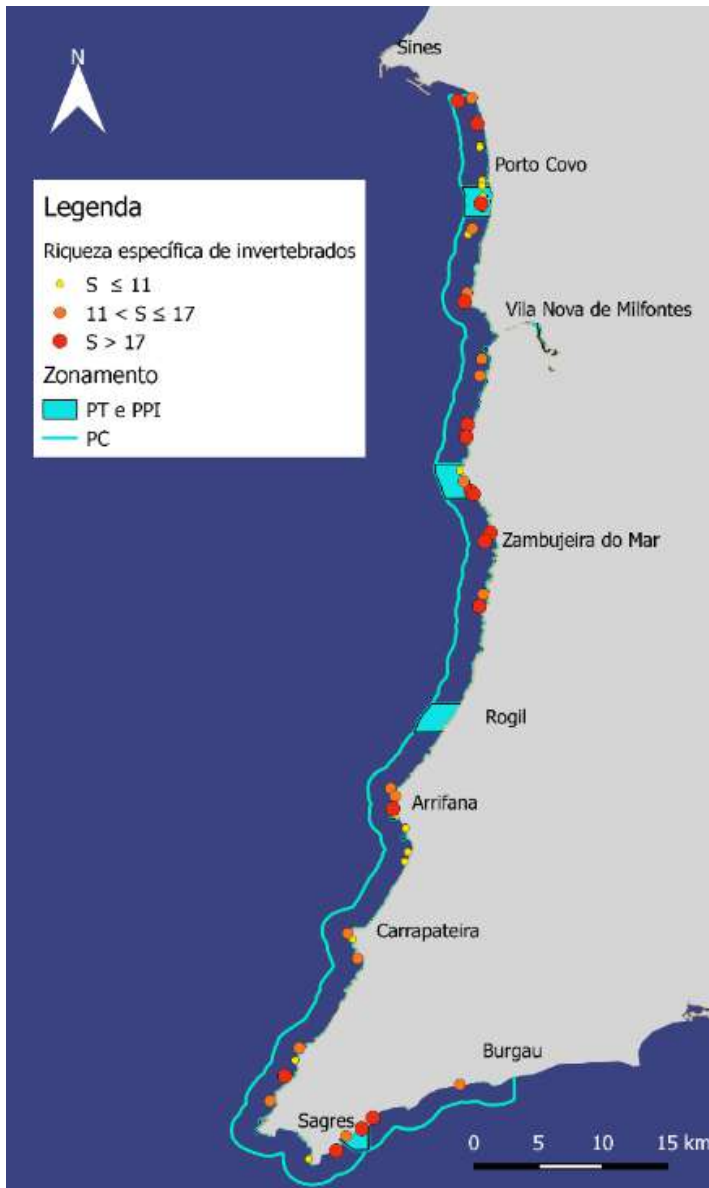 Sines
N
Porto Covo
Legenda
Riqueza específica de invertebrados
S ≤ 11
11 < S ≤ 17
S > 17
Zonamento
PT e PPI
PC
Vila Nova de Milfontes
Zambujeira do Mar
Rogil
Arrifana
Carrapateira
Burgau
Sagres
0 5 10 15 km